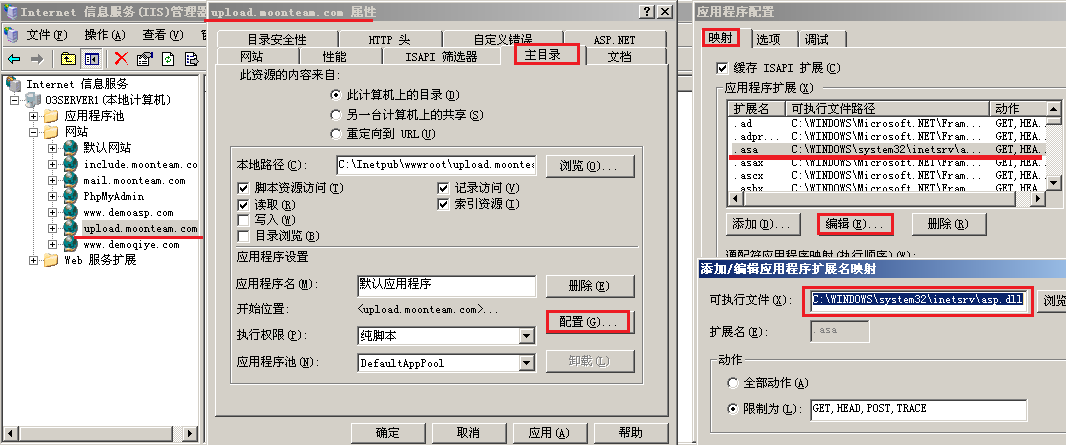 Internet 信息服务(IIS)管理器
文件(F) 操作(A) 查看(V)
Internet 信息服务
O3SERVER1(本地计算机)
应用程序池
网站
默认网站
include.moonteam.co
mail.moonteam.com
PhpMyAdmin
www.demoasp.com
upload.moonteam.com
www.demoqiye.com
Web 服务扩展
upload.moonteam.com 属性
目录安全性 HTTP 头 自定义错误 ASP.NET
网站 性能 ISAPI 筛选器 主目录 文档
此资源的内容来自:
此计算机上的目录(D)
另一台计算机上的共享(S)
重定向到 URL(U)
本地路径(C): C:\Inetpub\wwwroot\upload.moontea 浏览(O)...
脚本资源访问(T) 记录访问(V)
读取(R) 索引资源(I)
写入(W)
目录浏览(B)
应用程序设置
应用程序名(M): 默认应用程序 删除(E)
开始位置: <upload.moonteam.com>...
配置(G)...
执行权限(P): 纯脚本
应用程序池(N): DefaultAppPool 卸载(L)
确定 取消 应用(A) 帮助
应用程序配置
映射 选项 调试
缓存 ISAPI 扩展(C)
应用程序扩展(X)
扩展名 可执行文件路径 动作
.ad C:\WINDOWS\Microsoft.NET\Fram... GET,HEA.
.adpr... C:\WINDOWS\Microsoft.NET\Fram... GET,HEA.
.asa C:\WINDOWS\system32\inetsrv\a... GET,HEA.
.asax C:\WINDOWS\Microsoft.NET\Fram... GET,HEA.
.ascx C:\WINDOWS\Microsoft.NET\Fram... GET,HEA.
.ashx C:\WINDOWS\Microsoft.NET\Fram... GET,HEA.
添加(D)... 编辑(E)... 删除(R)
通配符应用程序映射(执行顺序)(W):
添加/编辑应用程序扩展名映射
可执行文件(X): C:\WINDOWS\system32\inetsrv\asp.dll 浏览
扩展名(E): .asa
动作
全部动作(A)
限制为(L): GET,HEAD,POST,TRACE